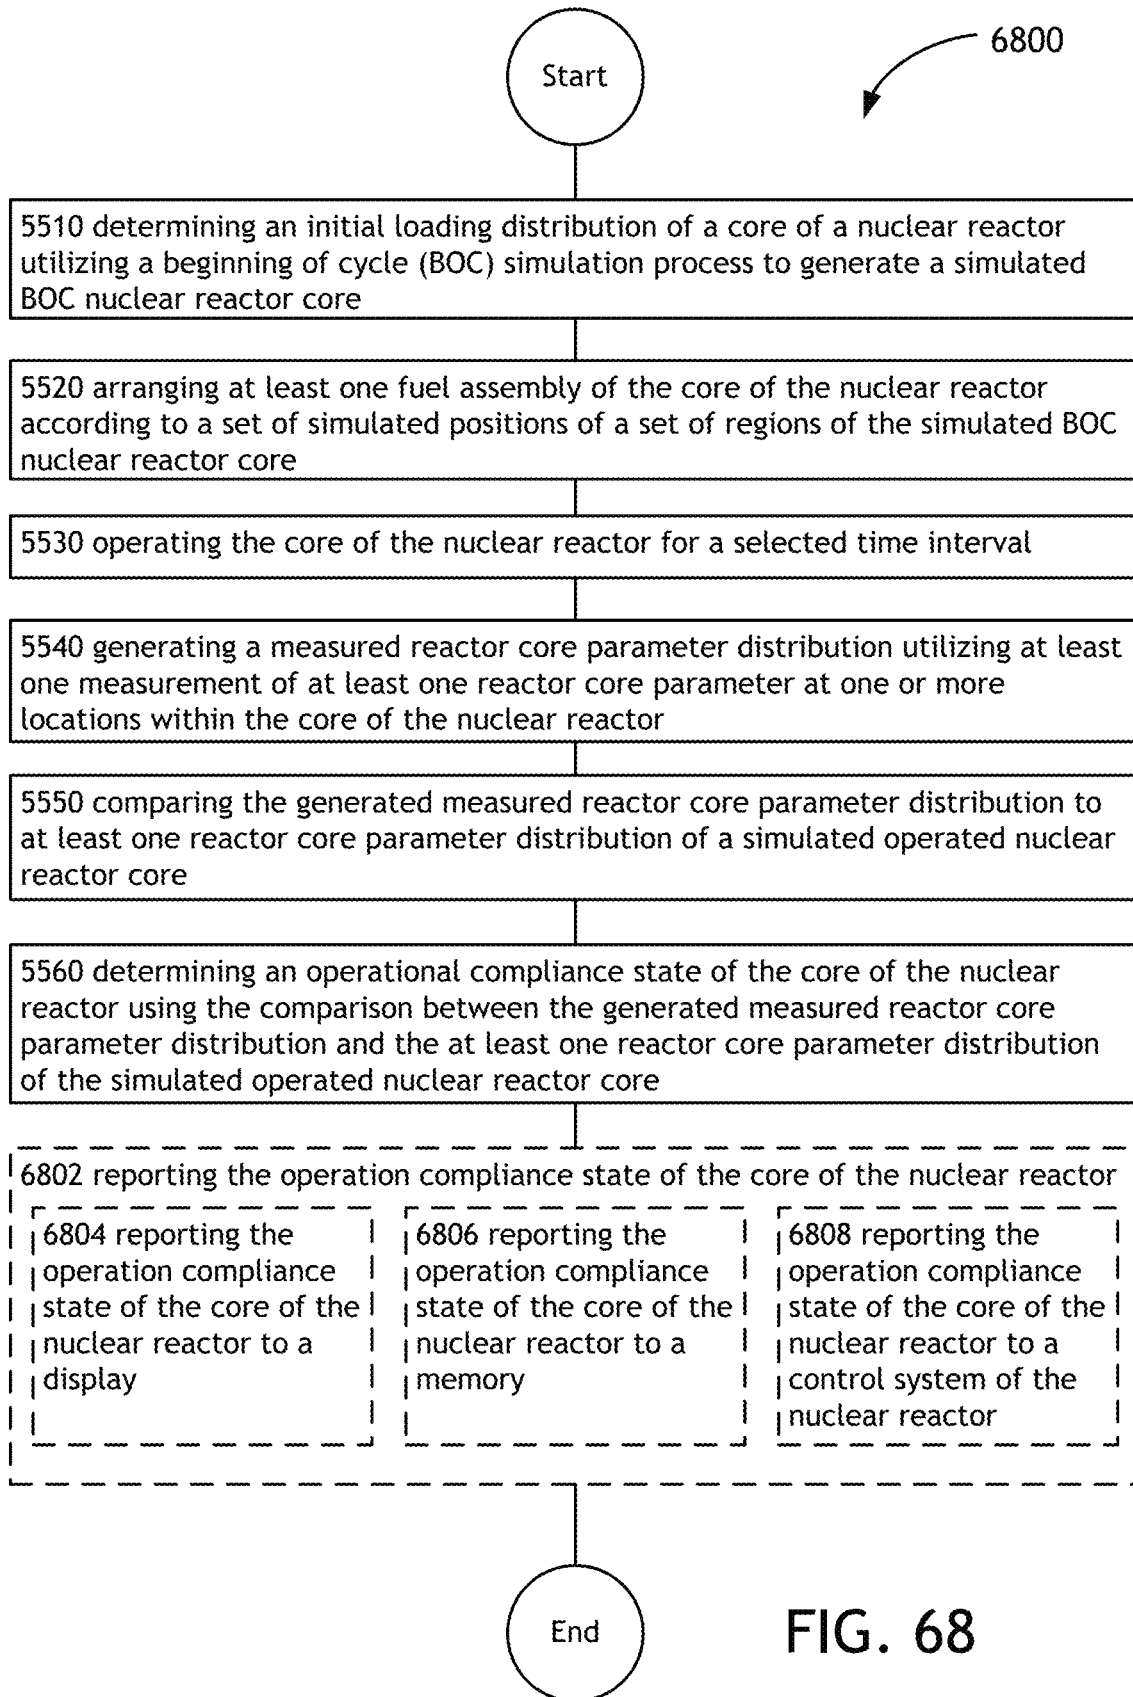 6800
Start
5510 determining an initial loading distribution of a core of a nuclear reactor
utilizing a beginning of cycle (BOC) simulation process to generate a simulated
BOC nuclear reactor core
5520 arranging at least one fuel assembly of the core of the nuclear reactor
according to a set of simulated positions of a set of regions of the simulated BOC
nuclear reactor core
5530 operating the core of the nuclear reactor for a selected time interval
5540 generating a measured reactor core parameter distribution utilizing at least
one measurement of at least one reactor core parameter at one or more
locations within the core of the nuclear reactor
5550 comparing the generated measured reactor core parameter distribution to
at least one reactor core parameter distribution of a simulated operated nuclear
reactor core
5560 determining an operational compliance state of the core of the nuclear
reactor using the comparison between the generated measured reactor core
parameter distribution and the at least one reactor core parameter distribution
of the simulated operated nuclear reactor core
6802 reporting the operation compliance state of the core of the nuclear reactor
6804 reporting the
operation compliance
state of the core of the
nuclear reactor to a
display
6806 reporting the
operation compliance
state of the core of the
nuclear reactor to a
memory
6808 reporting the
operation compliance
state of the core of the
nuclear reactor to a
control system of the
nuclear reactor
End
FIG. 68